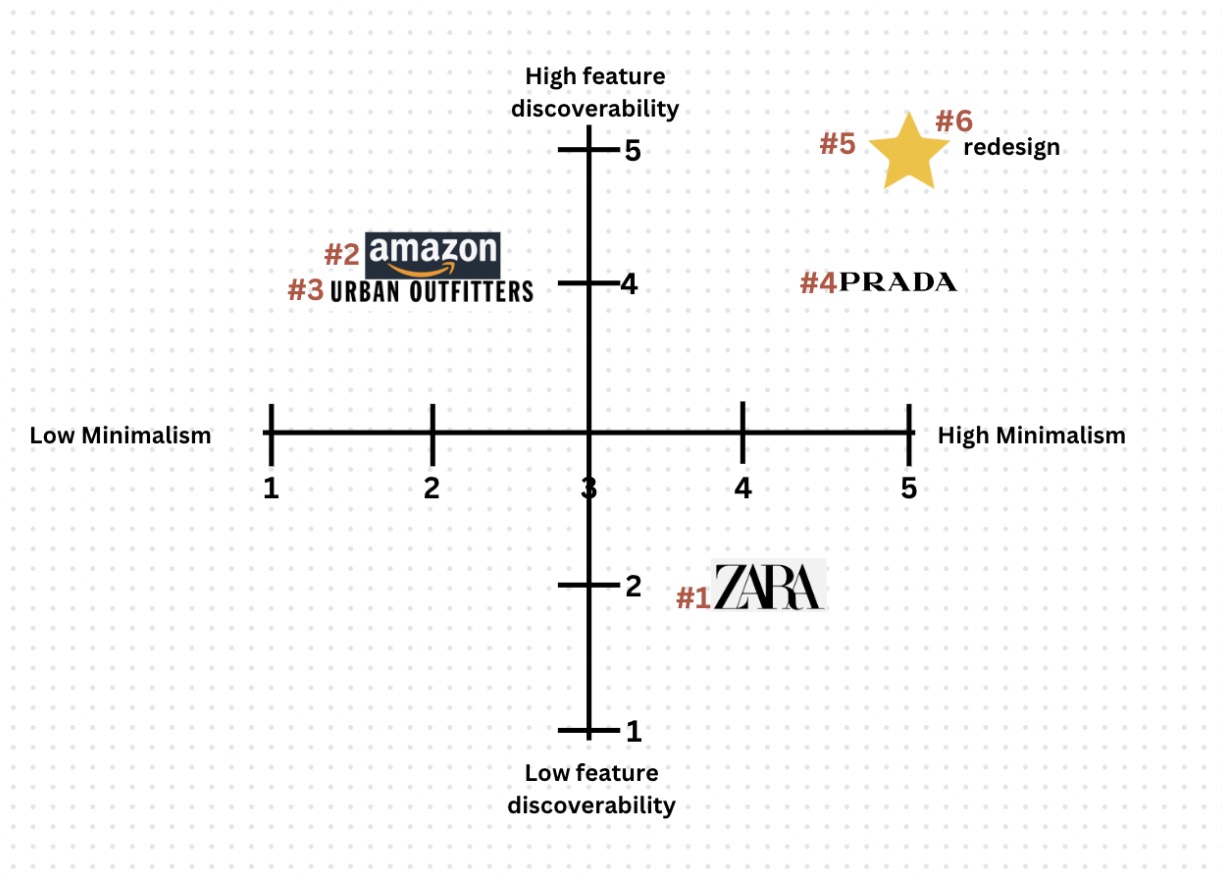 High feature
discoverability
5
#5
#6
redesign
#2 amazon
#3 URBAN OUTFITTERS
4
#4 PRADA
Low Minimalism
High Minimalism
1 2 3 4 5
#1 ZARA
2
1
Low feature
discoverability